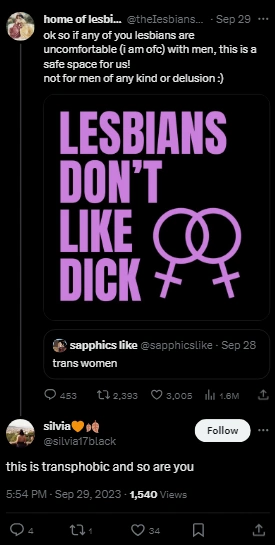 home of lesbi... @theIesbians... · Sep 29
ok so if any of you lesbians are
uncomfortable (i am ofc) with men, this is a
safe space for us!
not for men of any kind or delusion :)
LESBIANS
DON'T
LIKE
DICK
sapphics like @sapphicslike · Sep 28
trans women
453 2,393 3,005 1.6M
silvia🧡🍂
@silvia17black
Follow
this is transphobic and so are you
5:54 PM · Sep 29, 2023 · 1,540 Views
4 1 34